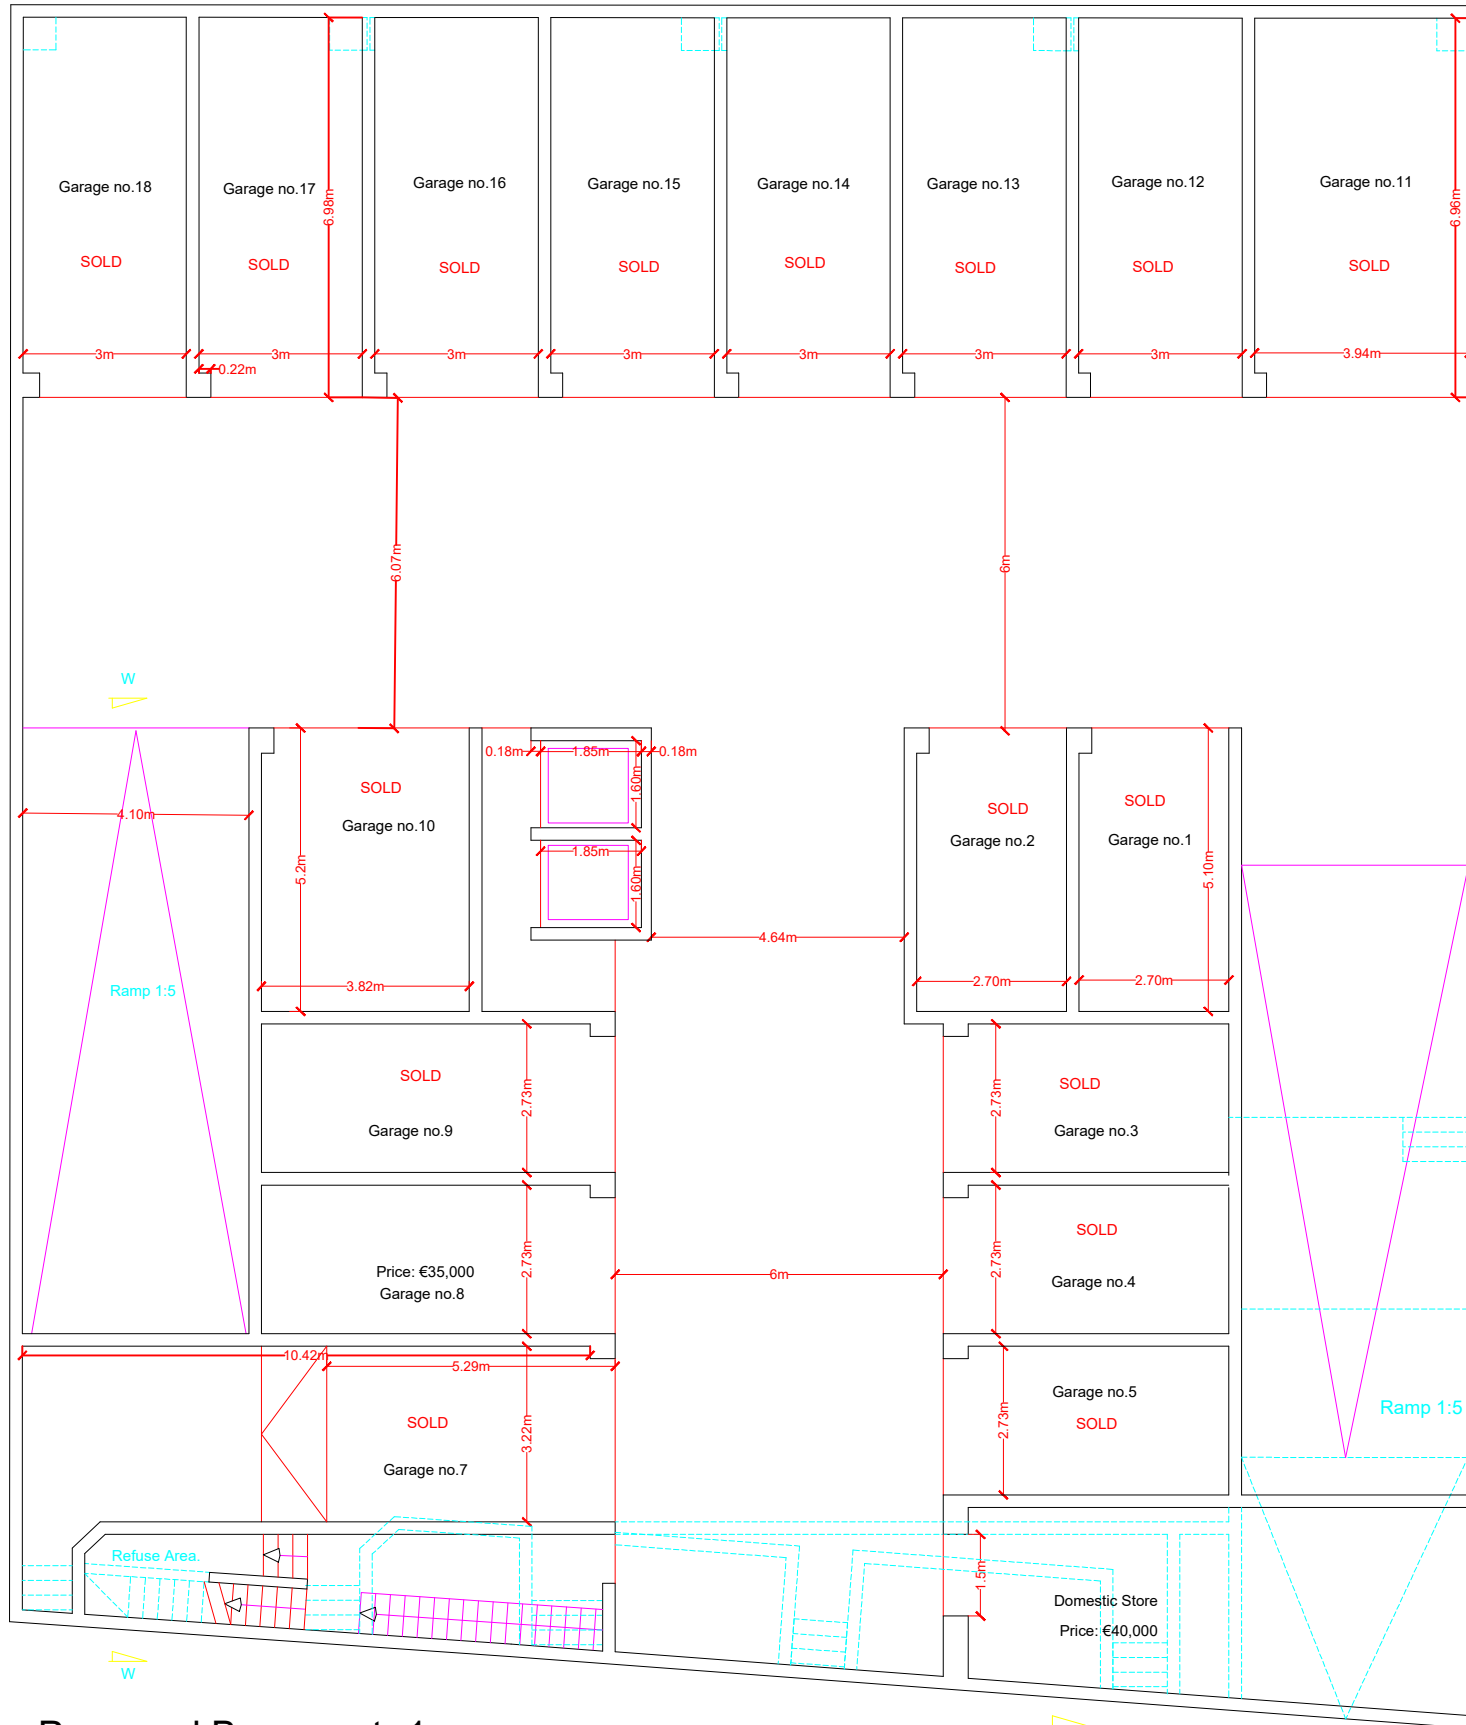 Garage no.18
Garage no.17
Garage no.16
Garage no.15
Garage no.14
Garage no.13
Garage no.12
Garage no.11
6.98m
6.96m
SOLD
SOLD
SOLD
SOLD
SOLD
SOLD
SOLD
SOLD
3m
3m
3m
3m
3m
3m
3m
3.94m
0.22m
6.07m
6m
W
0.18m
1.85m
0.18m
1.60m
SOLD
Garage no.10
4.10m
5.2m
1.85m
1.60m
SOLD
Garage no.2
SOLD
Garage no.1
5.10m
4.64m
3.82m
2.70m
2.70m
Ramp 1:5
SOLD
Garage no.9
2.73m
SOLD
Garage no.3
2.73m
Price: €35,000
Garage no.8
2.73m
6m
SOLD
Garage no.4
2.73m
10.42m
5.29m
SOLD
Garage no.7
3.22m
Garage no.5
SOLD
2.73m
Ramp 1:5
Refuse Area.
1.5m
Domestic Store
Price: €40,000
W